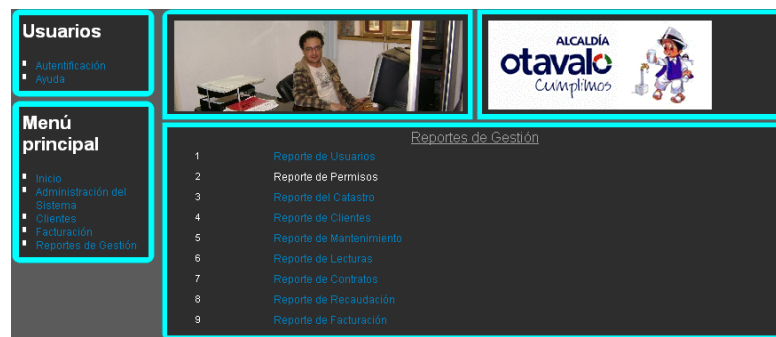 Usuarios
Autentificación
Ayuda
Menú
principal
Inicio
Administración del
Sistema
Clientes
Facturación
Reportes de Gestión
ALCALDÍA
otavalo
Cumplimos
Reportes de Gestión
1 Reporte de Usuarios
2 Reporte de Permisos
3 Reporte del Catastro
4 Reporte de Clientes
5 Reporte de Mantenimiento
6 Reporte de Lecturas
7 Reporte de Contratos
8 Reporte de Recaudación
9 Reporte de Facturación